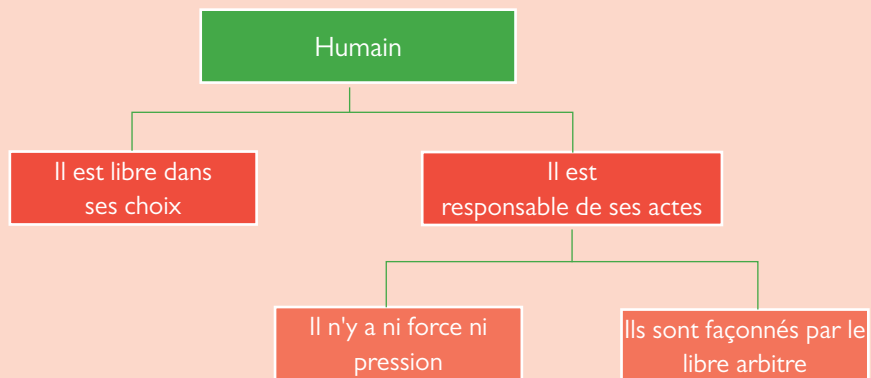 Humain
Il est libre dans
ses choix
Il est
responsable de ses actes
Il n'y a ni force ni
pression
Ils sont façonnés par le
libre arbitre